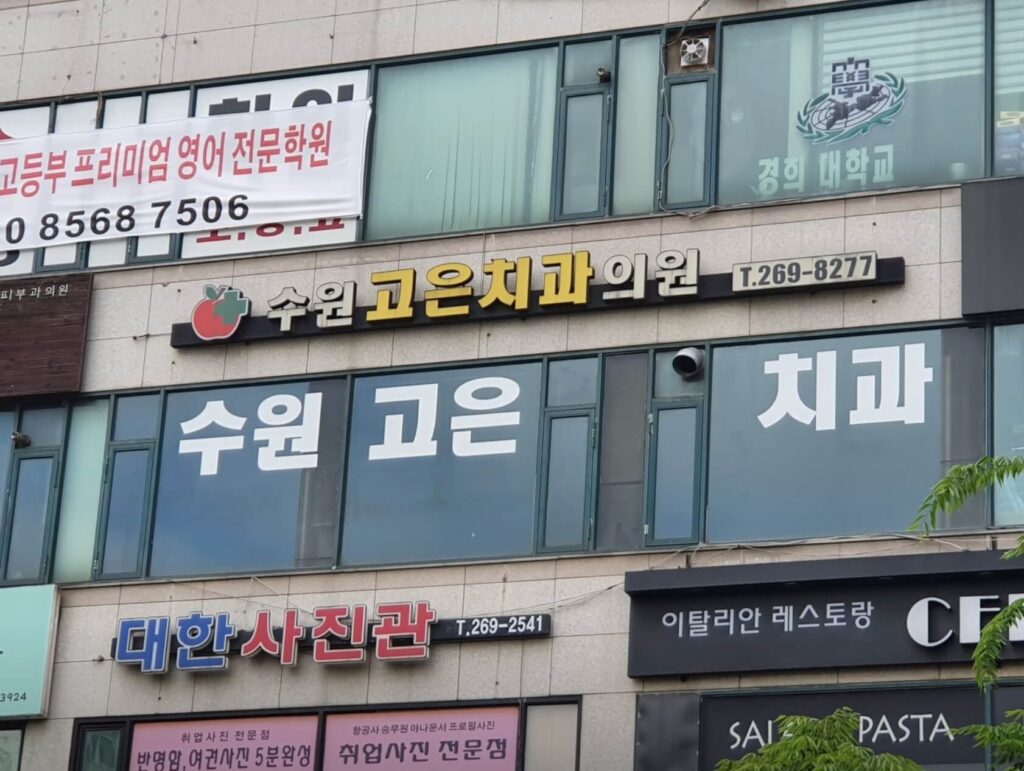 고등부 프리미엄 영어 전문학원
0 8568 7506
경희 대학교
피부과의원
수원고은치과의원 T.269-8277
수원 고은 치과
대한사진관 T.269-2541
이탈리안 레스토랑
3924
취업사진 전문점
반명함,여권사진 5분완성
항공사 승무원 아나운서 프로필사진
취업사진 전문점
PASTA